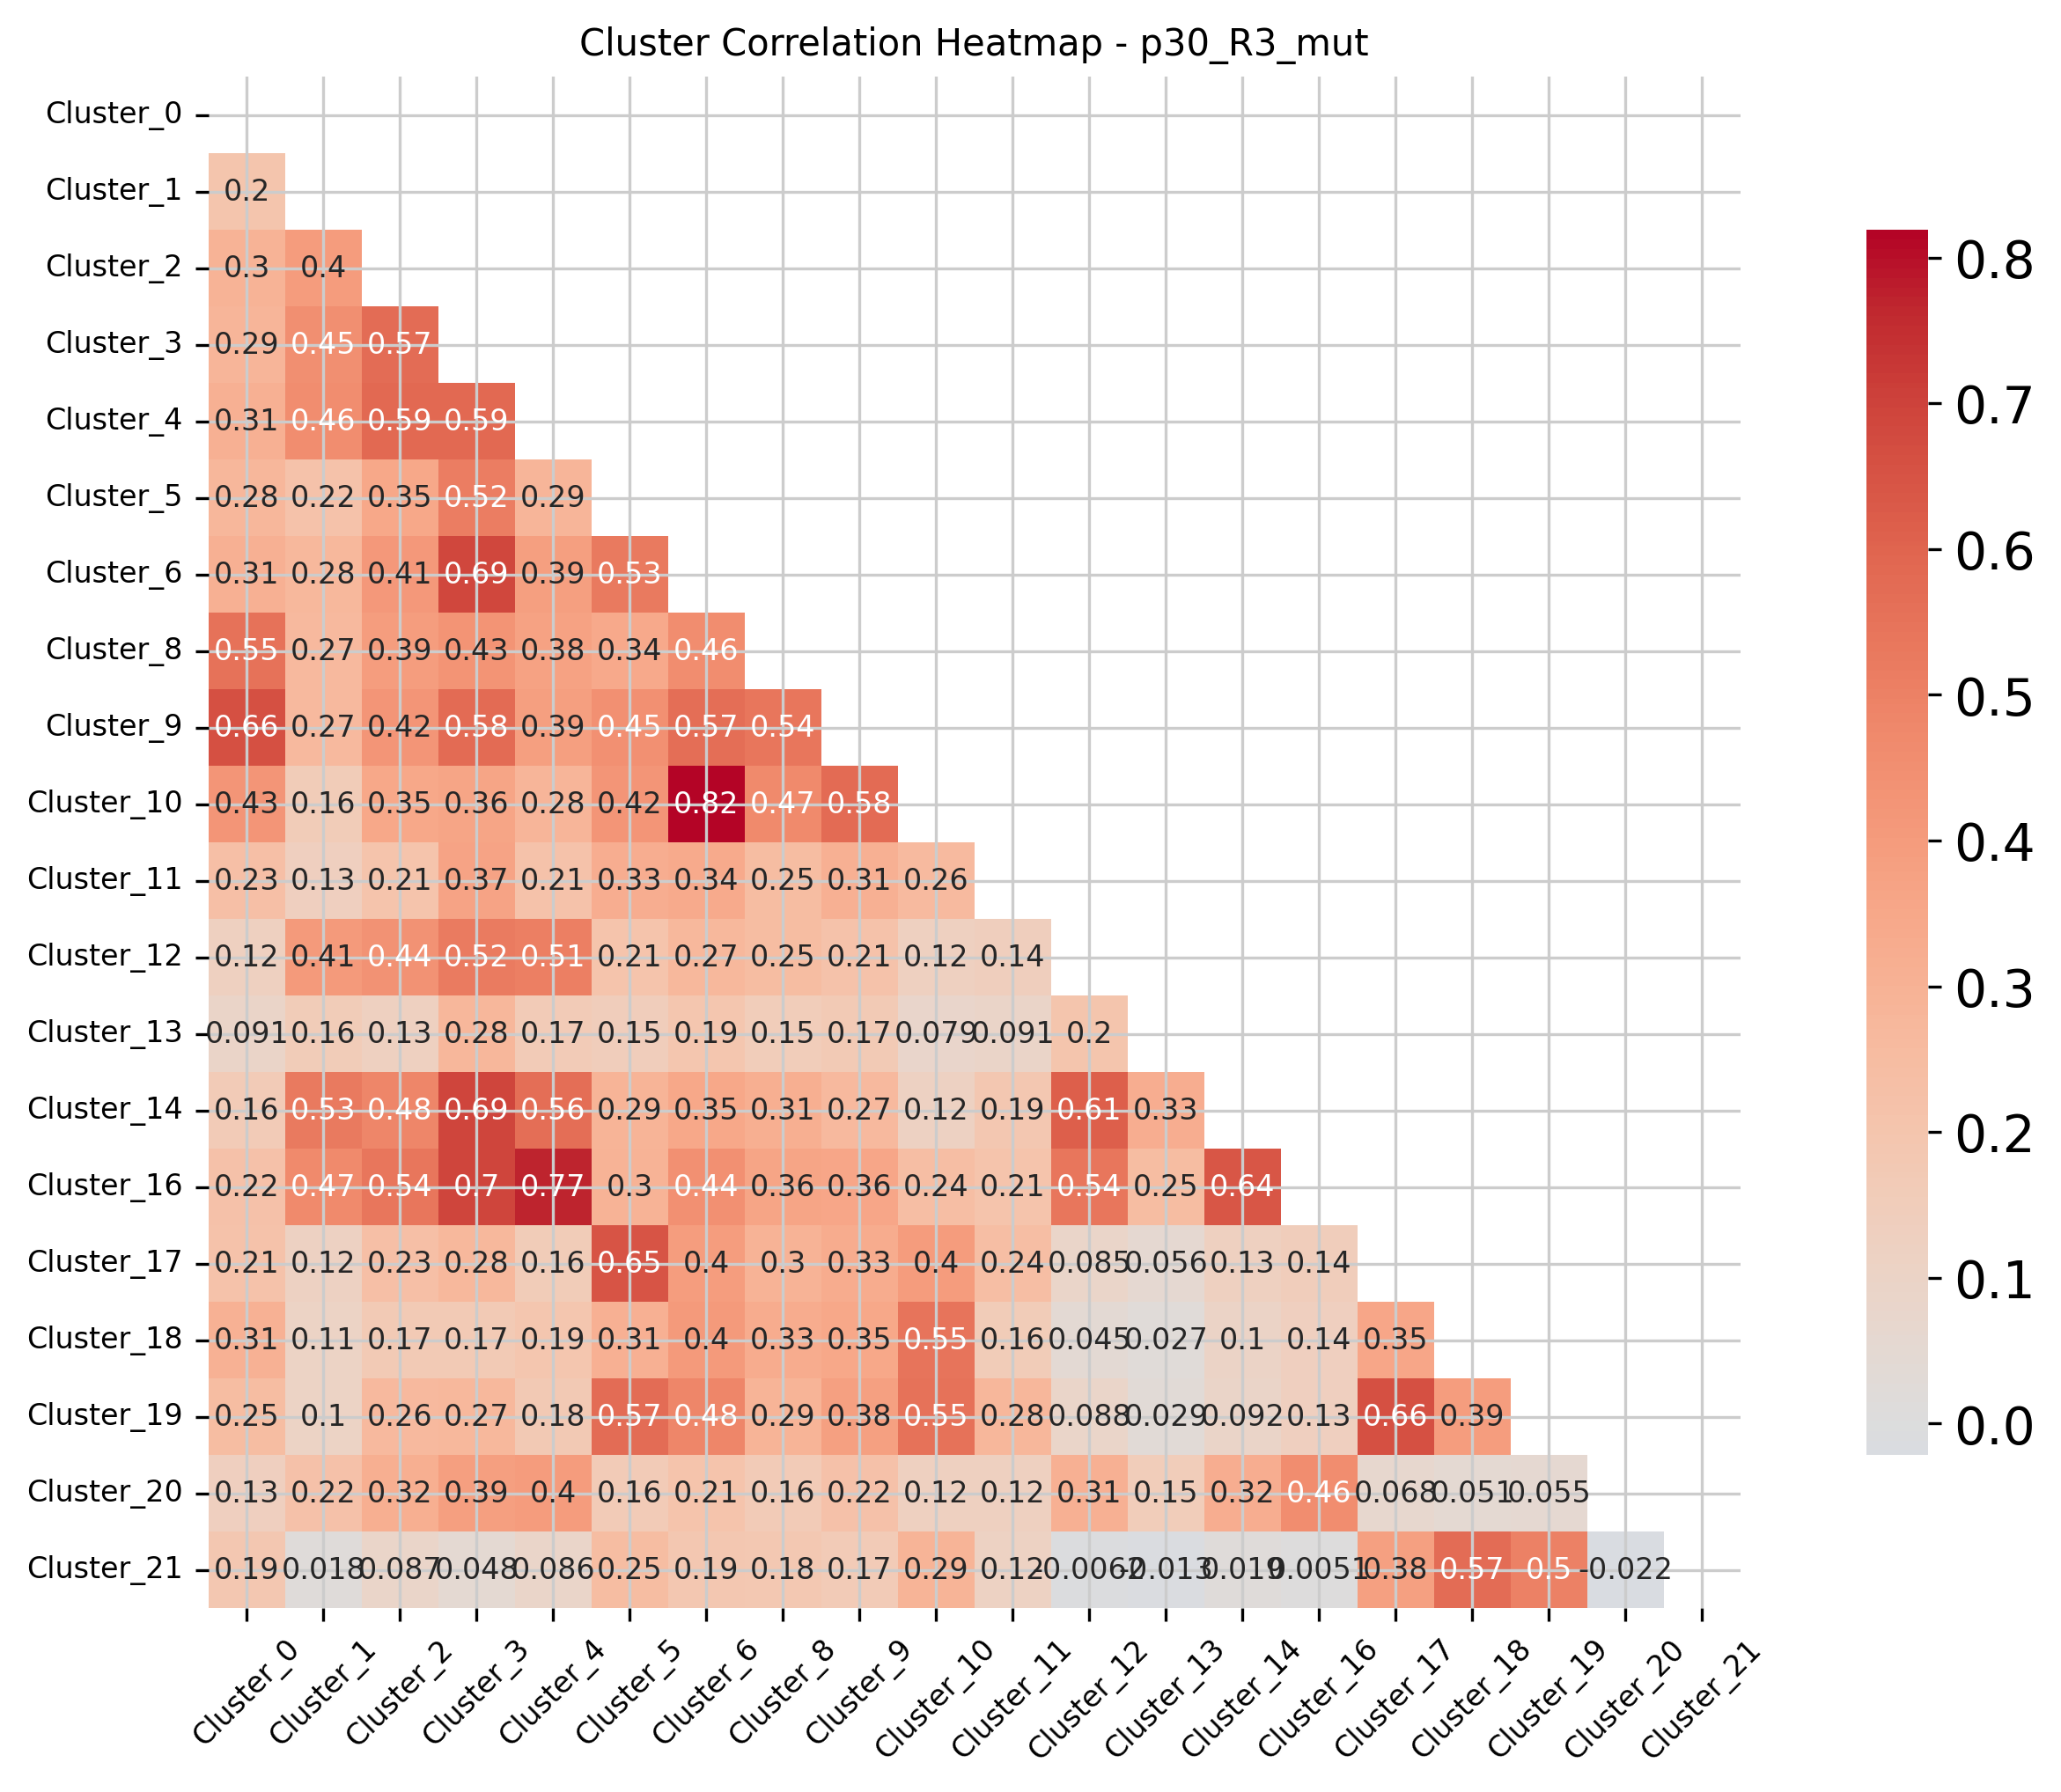 Cluster Correlation Heatmap - p30_R3_mut
Cluster_0
Cluster_1 0.2
Cluster_2 0.3 0.4
Cluster_3 0.29 0.45 0.57
Cluster_4 0.31 0.46 0.59 0.59
Cluster_5 0.28 0.22 0.35 0.52 0.29
Cluster_6 0.31 0.28 0.41 0.69 0.39 0.53
Cluster_8 0.55 0.27 0.39 0.43 0.38 0.34 0.46
Cluster_9 0.66 0.27 0.42 0.58 0.39 0.45 0.57 0.54
Cluster_10 0.43 0.16 0.35 0.36 0.28 0.42 0.82 0.47 0.58
Cluster_11 0.23 0.13 0.21 0.37 0.21 0.33 0.34 0.25 0.31 0.26
Cluster_12 0.12 0.41 0.44 0.52 0.51 0.21 0.27 0.25 0.21 0.12 0.14
Cluster_13 0.091 0.16 0.13 0.28 0.17 0.15 0.19 0.15 0.17 0.079 0.091 0.2
Cluster_14 0.16 0.53 0.48 0.69 0.56 0.29 0.35 0.31 0.27 0.12 0.19 0.61 0.33
Cluster_16 0.22 0.47 0.54 0.7 0.77 0.3 0.44 0.36 0.36 0.24 0.21 0.54 0.25 0.64
Cluster_17 0.21 0.12 0.23 0.28 0.16 0.65 0.4 0.3 0.33 0.4 0.24 0.085 0.056 0.13 0.14
Cluster_18 0.31 0.11 0.17 0.17 0.19 0.31 0.4 0.33 0.35 0.55 0.16 0.045 0.027 0.1 0.14 0.35
Cluster_19 0.25 0.1 0.26 0.27 0.18 0.57 0.48 0.29 0.38 0.55 0.28 0.088 0.029 0.092 0.13 0.66 0.39
Cluster_20 0.13 0.22 0.32 0.39 0.4 0.16 0.21 0.16 0.22 0.12 0.12 0.31 0.15 0.32 0.46 0.068 0.051 0.055
Cluster_21 0.19 0.018 0.087 0.048 0.086 0.25 0.19 0.18 0.17 0.29 0.12 0.38 0.57 0.5 -0.022
Cluster_0 Cluster_1 Cluster_2 Cluster_3 Cluster_4 Cluster_5 Cluster_6 Cluster_8 Cluster_9 Cluster_10 Cluster_11 Cluster_12 Cluster_13 Cluster_14 Cluster_16 Cluster_17 Cluster_18 Cluster_19 Cluster_20 Cluster_21
0.8
0.7
0.6
0.5
0.4
0.3
0.2
0.1
0.0